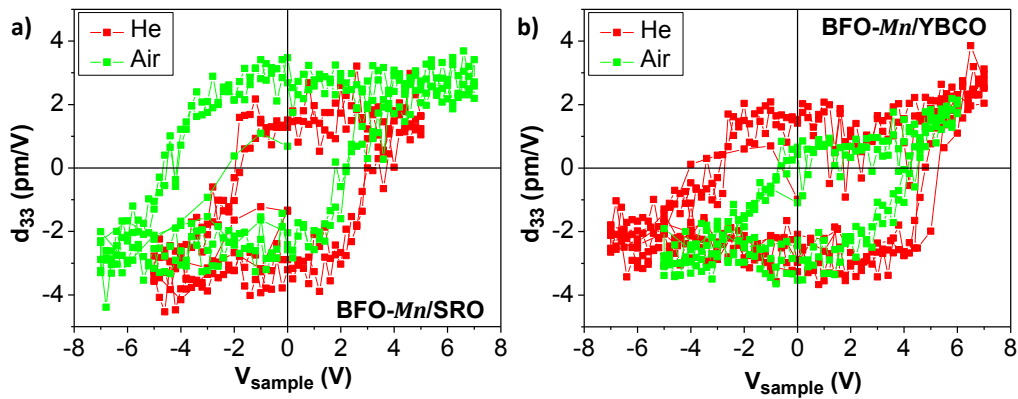 a)
He
Air
d33 (pm/V)
4
2
0
-2
-4
BFO-Mn/SRO
-8 -6 -4 -2 0 2 4 6 8
Vsample (V)
b)
BFO-Mn/YBCO
He
Air
d33 (pm/V)
4
2
0
-2
-4
-8 -6 -4 -2 0 2 4 6 8
Vsample (V)